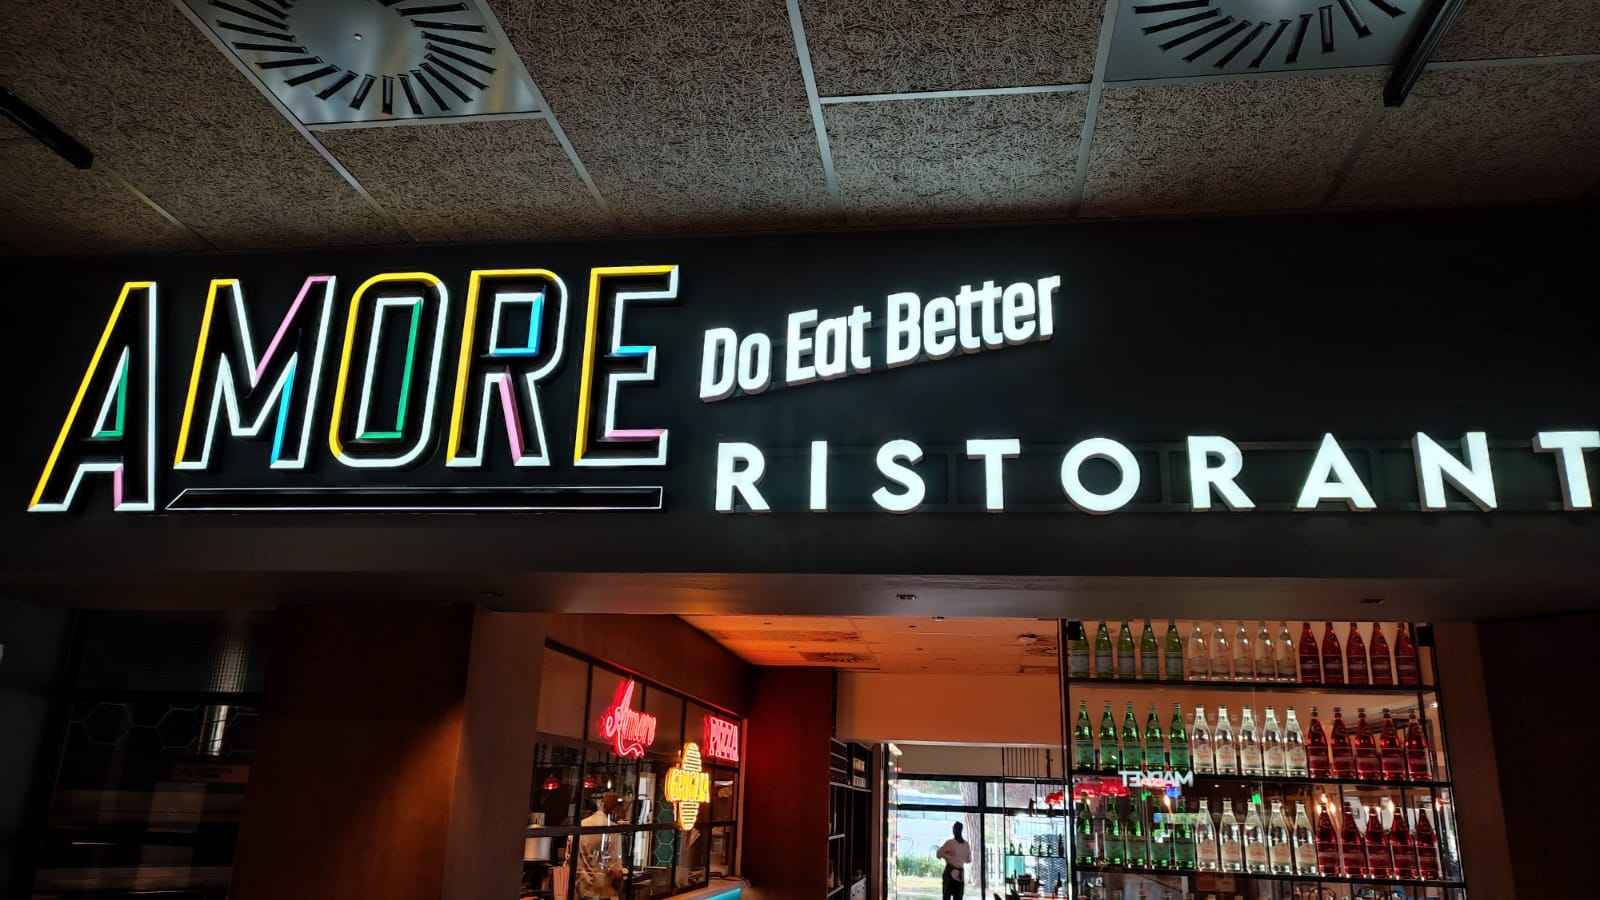 AMORE
Do Eat Better
RISTORANT
Amore
PIZZA
MARKET